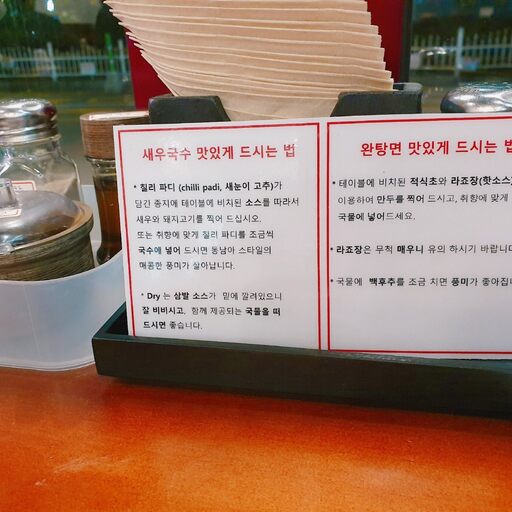 새우국수 맛있게 드시는 법
* 칠리 파디 (chilli padi, 새눈이 고추)가
담긴 종지에 테이블에 비치된 소스를 따라서
새우와 돼지고기를 찍어 드십시오.
또는 취향에 맞게 칠리 파디를 조금씩
국수에 넣어 드시면 동남아 스타일의
매콤한 풍미가 살아납니다.
* Dry 는 삼발 소스가 밑에 깔려있으니
잘 비비시고, 함께 제공되는 국물을 떠
드시면 좋습니다.
완탕면 맛있게 드시는 법
* 테이블에 비치된 적식초와 라죠장(핫소스)
이용하여 만두를 찍어 드시고, 취향에 맞게
국물에 넣어드세요.
* 라죠장은 무척 매우니 유의 하시기 바랍니다
* 국물에 백후추를 조금 치면 풍미가 좋아집